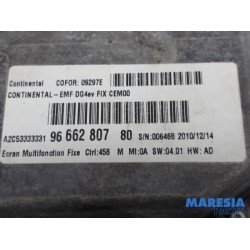 Continental COFOR: 09297E
CONTINENTAL-EMF DG4ev FIX CEM00
A2C53333331 96 662 807 80 S/N:006468 2010/12/14
Ecran Multifonction Fixe Ctrl:458 M MI:0A SW:04.01 HW: AD
MARESIA